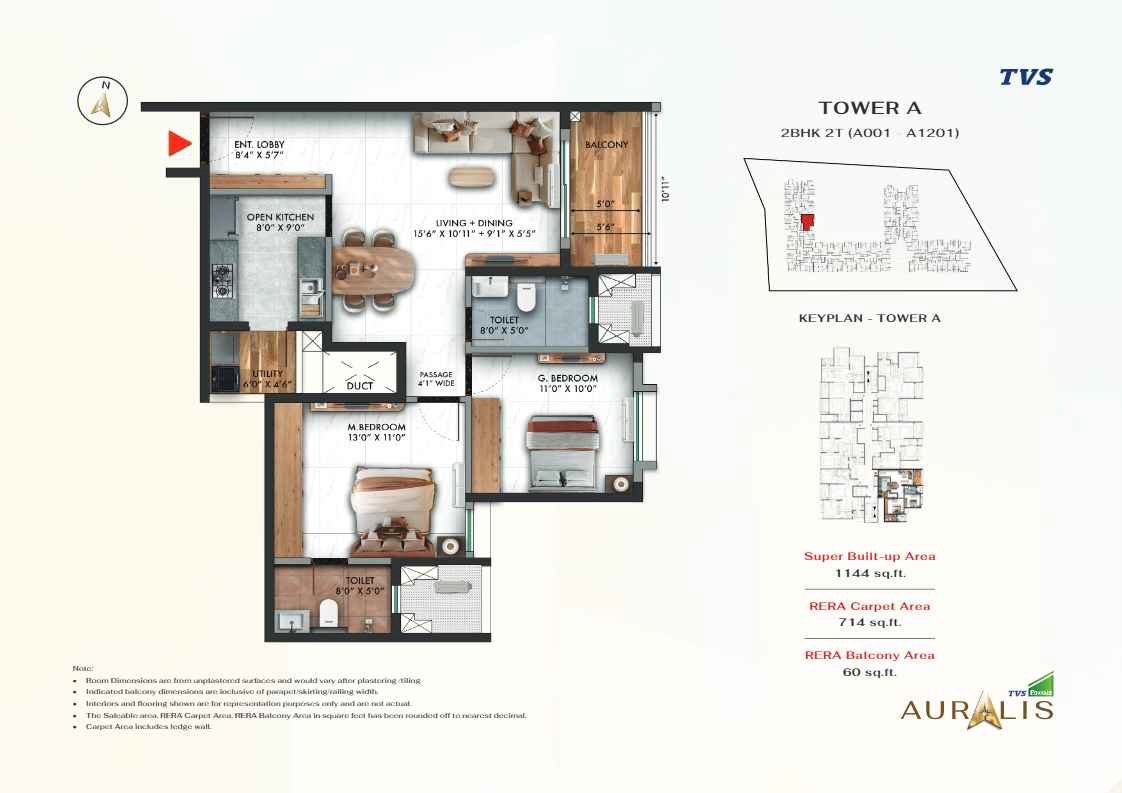 N
TVS
TOWER A
2BHK 2T (A001 - A1201)
ENT. LOBBY
8'4" X 5'7"
BALCONY
10'11"
5'0"
5'6"
OPEN KITCHEN
8'0" X 9'0"
LIVING + DINING
15'6" X 10'11" + 9'1" X 5'5"
TOILET
8'0" X 5'0"
UTILITY
6'0" X 4'6"
DUCT
PASSAGE
4'1" WIDE
G. BEDROOM
11'0" X 10'0"
M.BEDROOM
13'0" X 11'0"
TOILET
8'0" X 5'0"
KEYPLAN - TOWER A
Super Built-up Area
1144 sq.ft.
RERA Carpet Area
714 sq.ft.
RERA Balcony Area
60 sq.ft.
Note:
• Room Dimensions are from unplastered surfaces and would vary after plastering/tiling.
• Indicated balcony dimensions are inclusive of parapet/skirting/railing width.
• Interiors and flooring shown are for representation purposes only and are not actual.
• The Saleable area, RERA Carpet Area, RERA Balcony Area in square feet has been rounded off to nearest decimal.
• Carpet Area includes ledge wall.
TVS Emerald
AURALIS